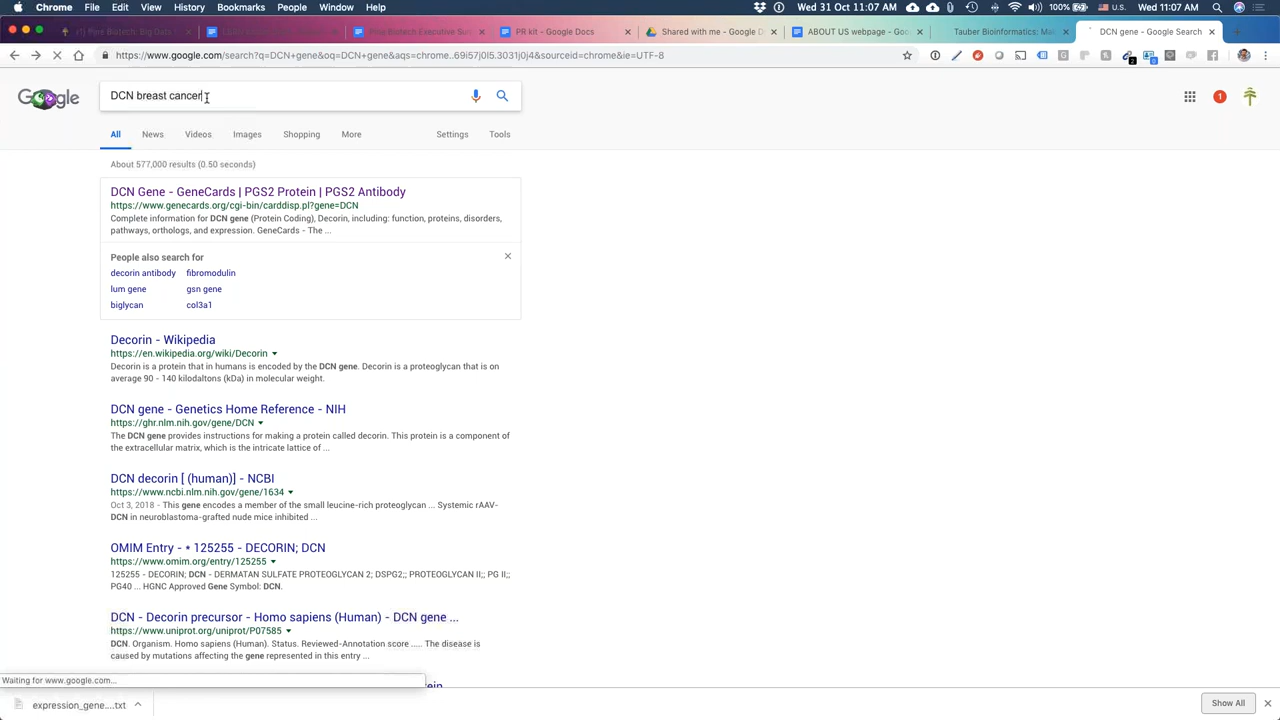 Chrome File Edit View History Bookmarks People Window Help
100% Wed 31 Oct 11:07
v1) Pine Biotech: Big Data
Pine Biotech Executive Su
PR kit - Google Docs
Shared with me - Google D
ABOUT US webpage - Goo
Tauber Bioinformatics: Ma
DCN gene - Google Search
https://www.google.com/search?q=DCN+gene&oq=DCN+gene&aqs=chrome..69i57j0l5.3031j0j4&sourceid=chrome&ie=UTF-8
Google
DCN breast cancer
1
All News Videos Images Shopping More Settings Tools
About 577,000 results (0.50 seconds)
DCN Gene - GeneCards | PGS2 Protein | PGS2 Antibody
https://www.genecards.org/cgi-bin/carddisp.pl?gene=DCN
Complete information for DCN gene (Protein Coding), Decorin, including: function, proteins, disorders,
pathways, orthologs, and expression. GeneCards - The ...
People also search for
decorin antibody fibromodulin
lum gene gsn gene
biglycan col3a1
Decorin - Wikipedia
https://en.wikipedia.org/wiki/Decorin
Decorin is a protein that in humans is encoded by the DCN gene. Decorin is a proteoglycan that is on
average 90 - 140 kilodaltons (kDa) in molecular weight.
DCN gene - Genetics Home Reference - NIH
https://ghr.nlm.nih.gov/gene/DCN
The DCN gene provides instructions for making a protein called decorin. This protein is a component of
the extracellular matrix, which is the intricate lattice of ...
DCN decorin [ (human)] - NCBI
https://www.ncbi.nlm.nih.gov/gene/1634
Oct 3, 2018 - This gene encodes a member of the small leucine-rich proteoglycan ... Systemic rAAV-
DCN in neuroblastoma-grafted nude mice inhibited ...
OMIM Entry - * 125255 - DECORIN; DCN
https://www.omim.org/entry/125255
125255 - DECORIN; DCN - DERMATAN SULFATE PROTEOGLYCAN 2; DSPG2;; PROTEOGLYCAN II;; PG II;;
PG40 ... HGNC Approved Gene Symbol: DCN.
DCN - Decorin precursor - Homo sapiens (Human) - DCN gene ...
https://www.uniprot.org/uniprot/P07585
DCN. Organism. Homo sapiens (Human). Status. Reviewed-Annotation score ..... The disease is
caused by mutations affecting the gene represented in this entry ...
Waiting for www.google.com...
expression_gene....txt
Show All